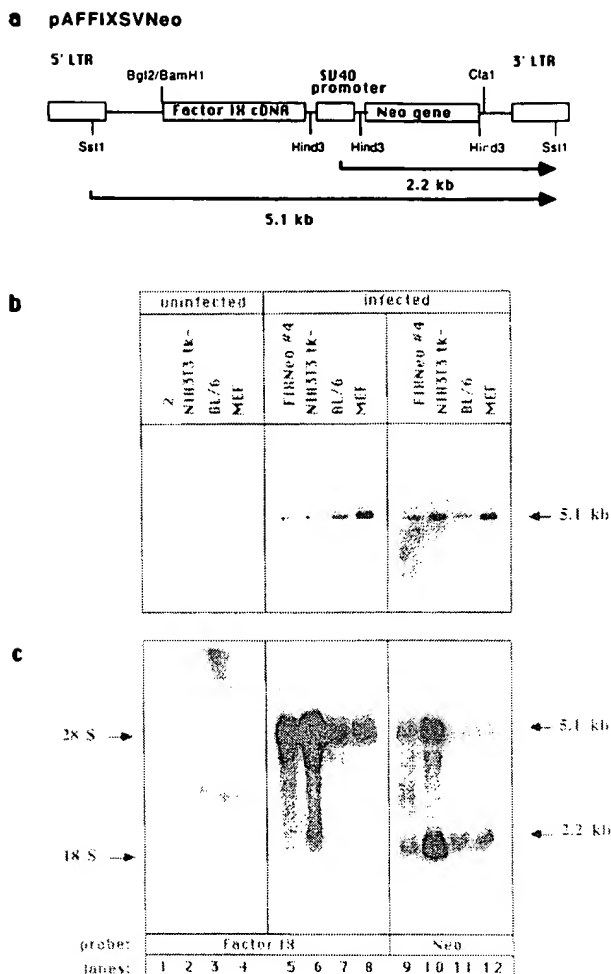 a pAFFIXSVNeo
5' LTR
Bgl2/BamH1
SV40
promoter
Cla1
3' LTR
Factor IX cDNA
Neo gene
Sst1
Hind3
Hind3
Hind3
Sst1
2.2 kb
5.1 kb
b
uninfected
infected
2
NIH3T3 tk-
BL/6
MEF
FIXNeo #4
NIH3T3 tk-
BL/6
MEF
FIXNeo #4
NIH3T3 tk-
BL/6
MEF
5.1 kb
c
28 S
5.1 kb
2.2 kb
18 S
probe:
Factor IX
Neo
lanes:
1 2 3 4 5 6 7 8 9 10 11 12